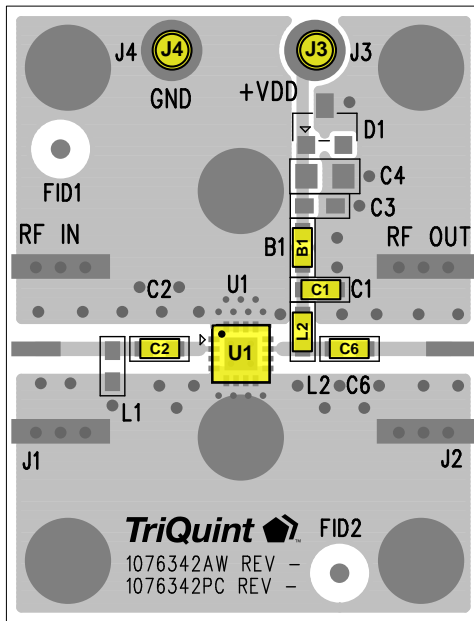 J4 J4 J3 J3
GND +VDD
D1
FID1
C4
C3
RF IN B1 B1 RF OUT
C2 U1 C1 C1
L2
C2 U1 C6
L1 L2 C6
J1 J2
TriQuint FID2
1076342AW REV -
1076342PC REV -